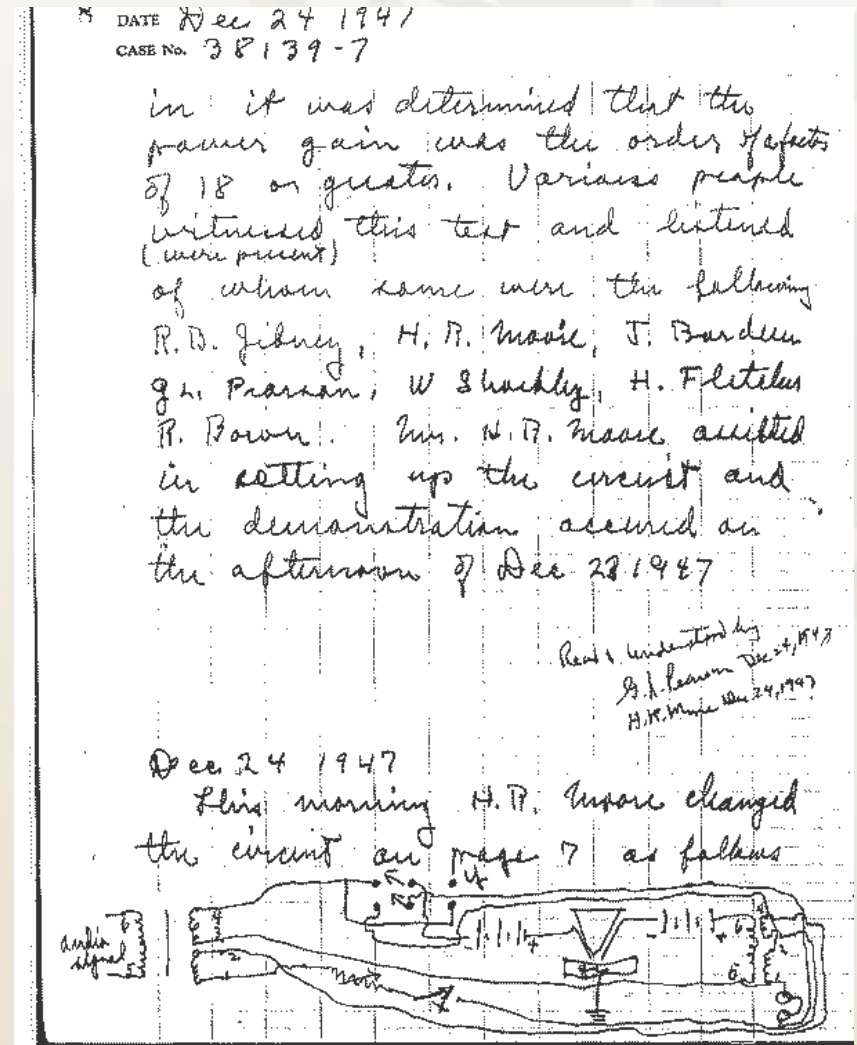 DATE Dec 24 1947
CASE No. 38139-7
in it was determined that the
power gain was the order of a factor
of 18 or greater. Various people
witnessed this test and listened
(were present)
of whom some were the following
R.B. Gibney, H. R. Moore, J. Bardeen
G.L. Pearson, W Shockley, H. Fletcher
R. Bown. Mr. H.R. Moore assisted
in setting up the circuit and
the demonstration occured on
the afternoon of Dec 23 1947
Read & understood by
G.L. Pearson Dec 24, 1947
H.R. Moore Dec 24, 1947
Dec 24 1947
This morning H.R. Moore changed
the circuit on page 7 as follows
audio
signal